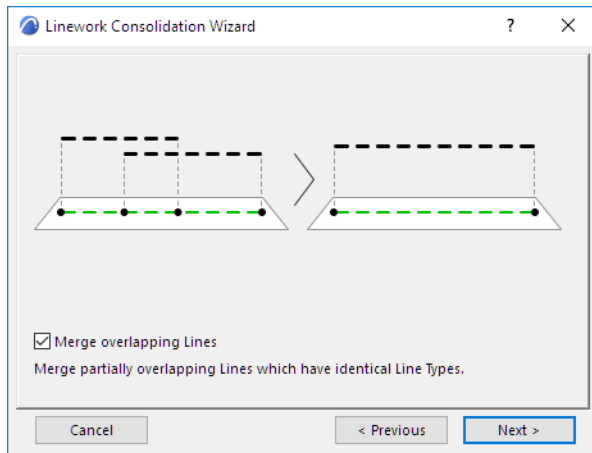 Linework Consolidation Wizard
Merge overlapping Lines
Merge partially overlapping Lines which have identical Line Types.
Cancel
< Previous
Next >